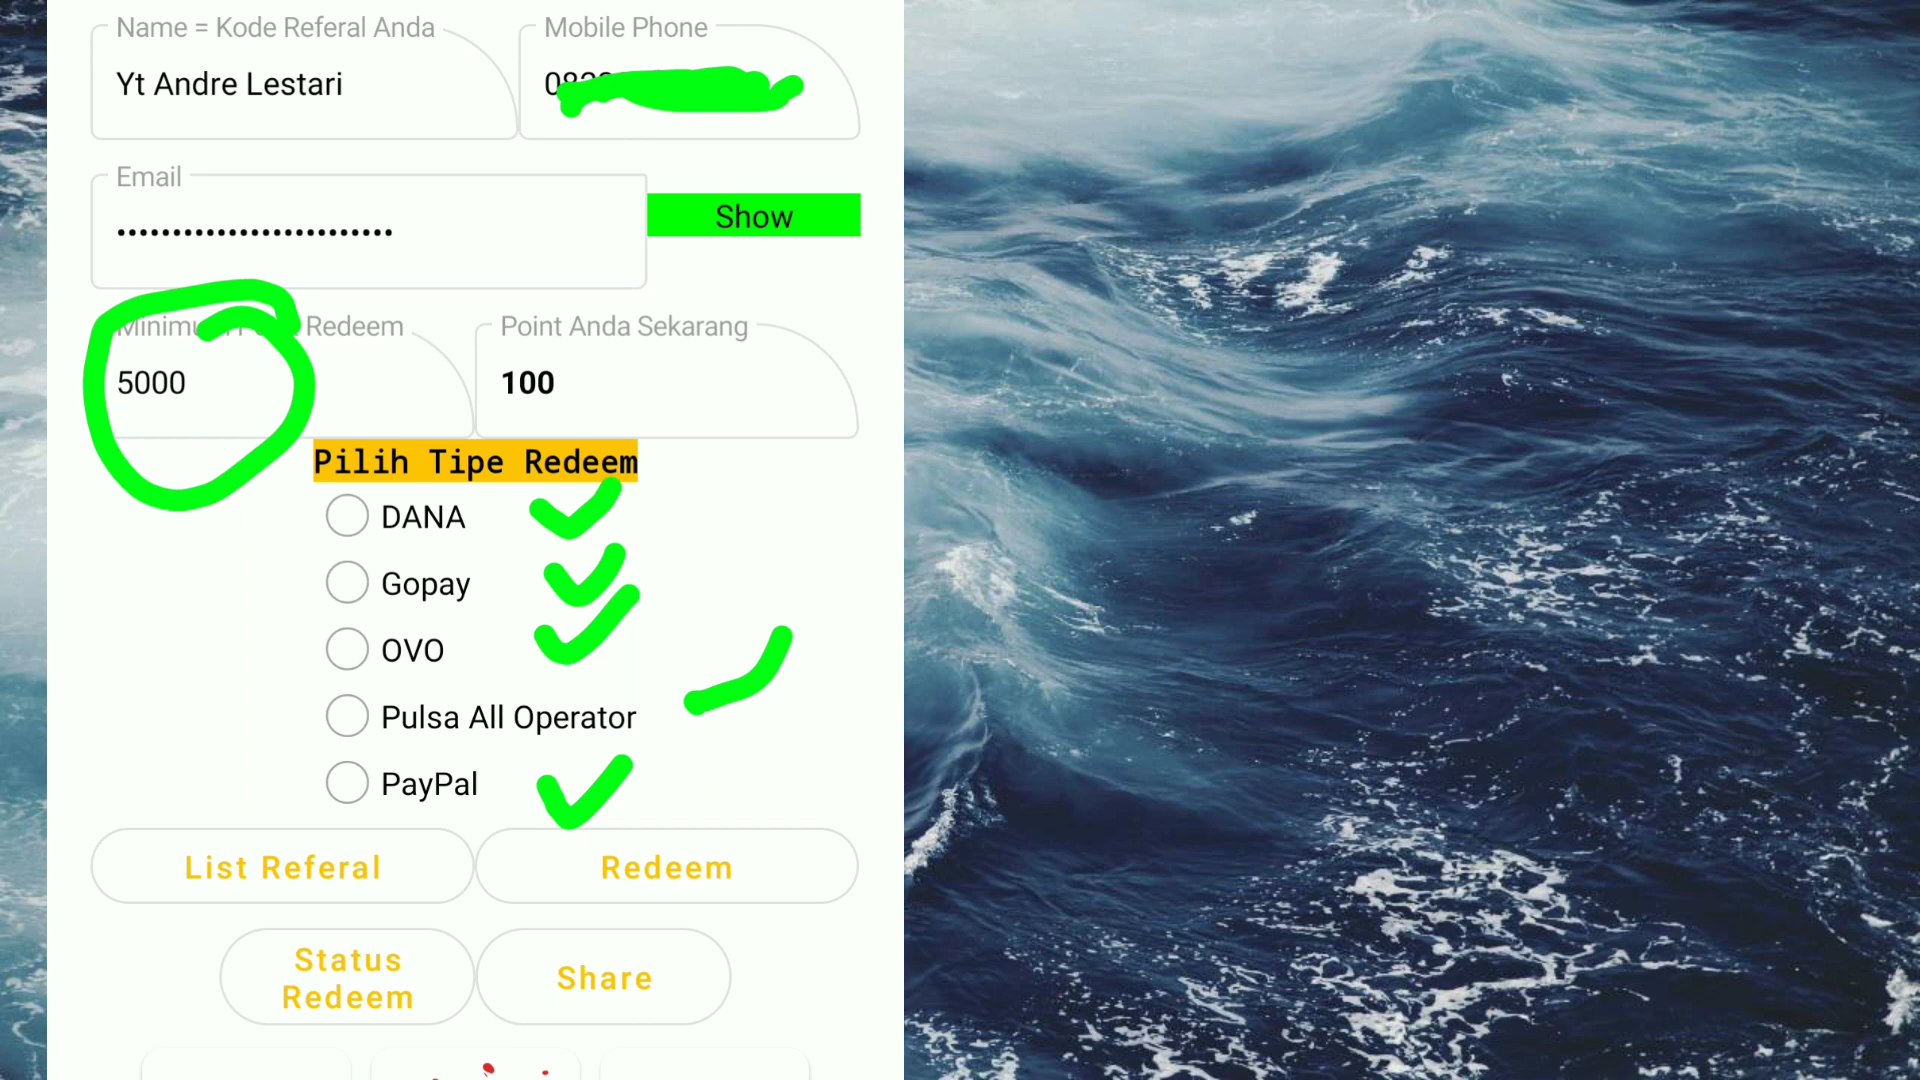 Name = Kode Referal Anda
Mobile Phone
Yt Andre Lestari
Email
•••••••••••••••••••••••••
Show
Redeem
Point Anda Sekarang
5000
100
Pilih Tipe Redeem
DANA
Gopay
OVO
Pulsa All Operator
PayPal
List Referal
Redeem
Status
Redeem
Share